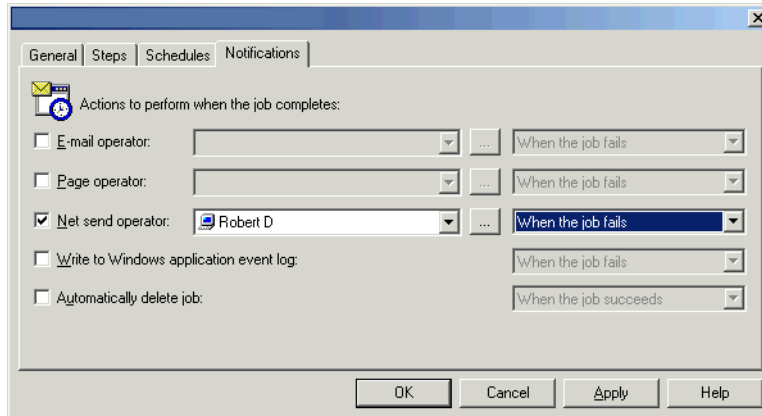 General Steps Schedules Notifications
Actions to perform when the job completes:
E-mail operator: ... When the job fails
Page operator: ... When the job fails
Net send operator: Robert D ... When the job fails
Write to Windows application event log: When the job fails
Automatically delete job: When the job succeeds
OK Cancel Apply Help